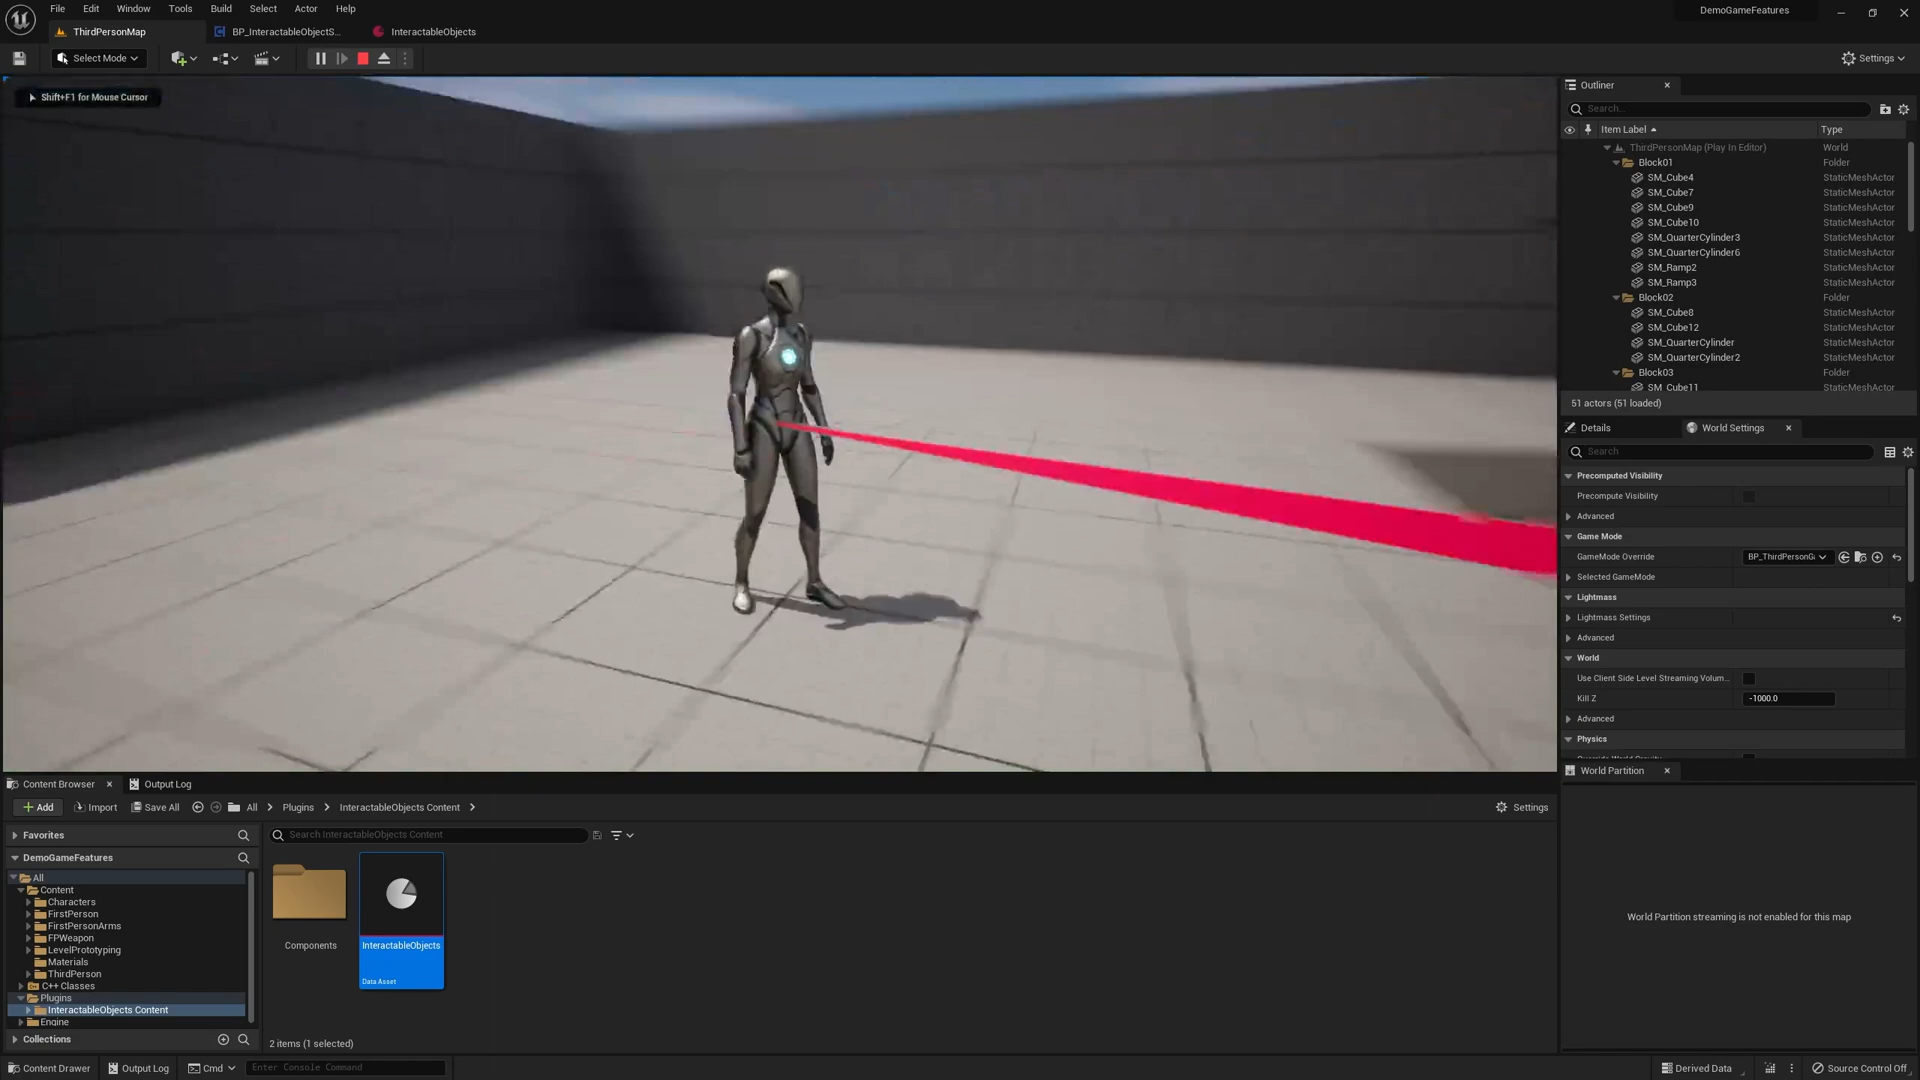 File Edit Window Tools Build Select Actor Help
DemoGameFeatures
ThirdPersonMap
BP_InteractableObjectS...
InteractableObjects
Select Mode
Settings
Shift+F1 for Mouse Cursor
Outliner
Search...
Item Label Type
ThirdPersonMap (Play In Editor) World
Block01 Folder
SM_Cube4 StaticMeshActor
SM_Cube7 StaticMeshActor
SM_Cube9 StaticMeshActor
SM_Cube10 StaticMeshActor
SM_QuarterCylinder3 StaticMeshActor
SM_QuarterCylinder6 StaticMeshActor
SM_Ramp2 StaticMeshActor
SM_Ramp3 StaticMeshActor
Block02 Folder
SM_Cube8 StaticMeshActor
SM_Cube12 StaticMeshActor
SM_QuarterCylinder StaticMeshActor
SM_QuarterCylinder2 StaticMeshActor
Block03 Folder
SM_Cube11 StaticMeshActor
51 actors (51 loaded)
Details World Settings
Search
Precomputed Visibility
Precompute Visibility
Advanced
Game Mode
GameMode Override BP_ThirdPersonG
Selected GameMode
Lightmass
Lightmass Settings
Advanced
World
Use Client Side Level Streaming Volum...
Kill Z -1000.0
Advanced
Physics
World Partition
World Partition streaming is not enabled for this map
Content Browser Output Log
Add Import Save All All Plugins InteractableObjects Content Settings
Favorites
Search InteractableObjects Content
DemoGameFeatures
All
Content
Characters
FirstPerson
FirstPersonArms
FPWeapon
LevelPrototyping
Materials
ThirdPerson
C++ Classes
Plugins
InteractableObjects Content
Engine
Collections
Components
InteractableObjects
Data Asset
2 items (1 selected)
Content Drawer Output Log Cmd Enter Console Command Derived Data Source Control Off